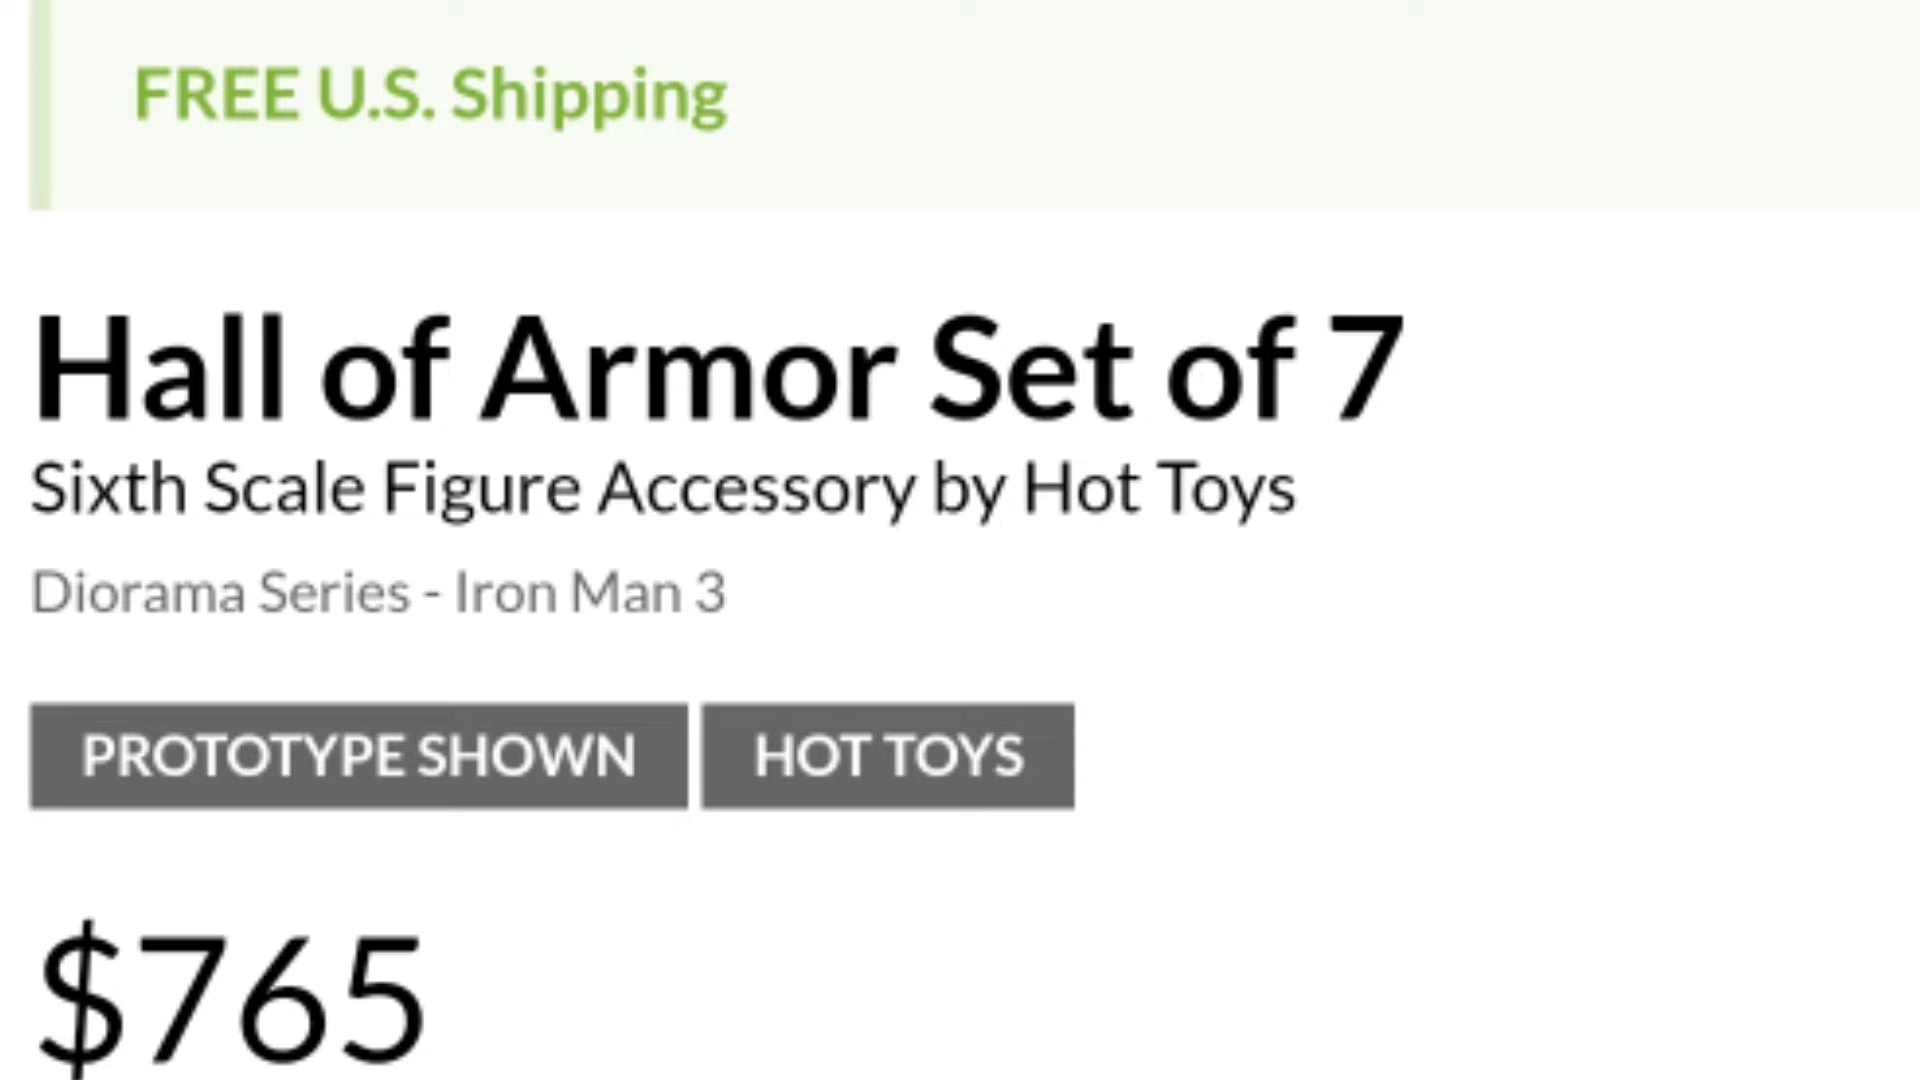 FREE U.S. Shipping
Hall of Armor Set of 7
Sixth Scale Figure Accessory by Hot Toys
Diorama Series - Iron Man 3
PROTOTYPE SHOWN HOT TOYS
$765